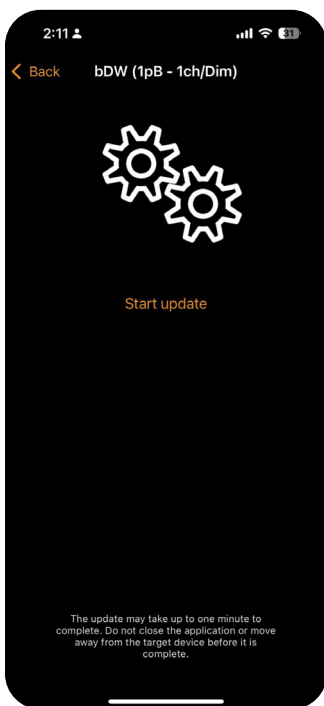 2:11
31
Back
bDW (1pB - 1ch/Dim)
Start update
The update may take up to one minute to
complete. Do not close the application or move
away from the target device before it is
complete.